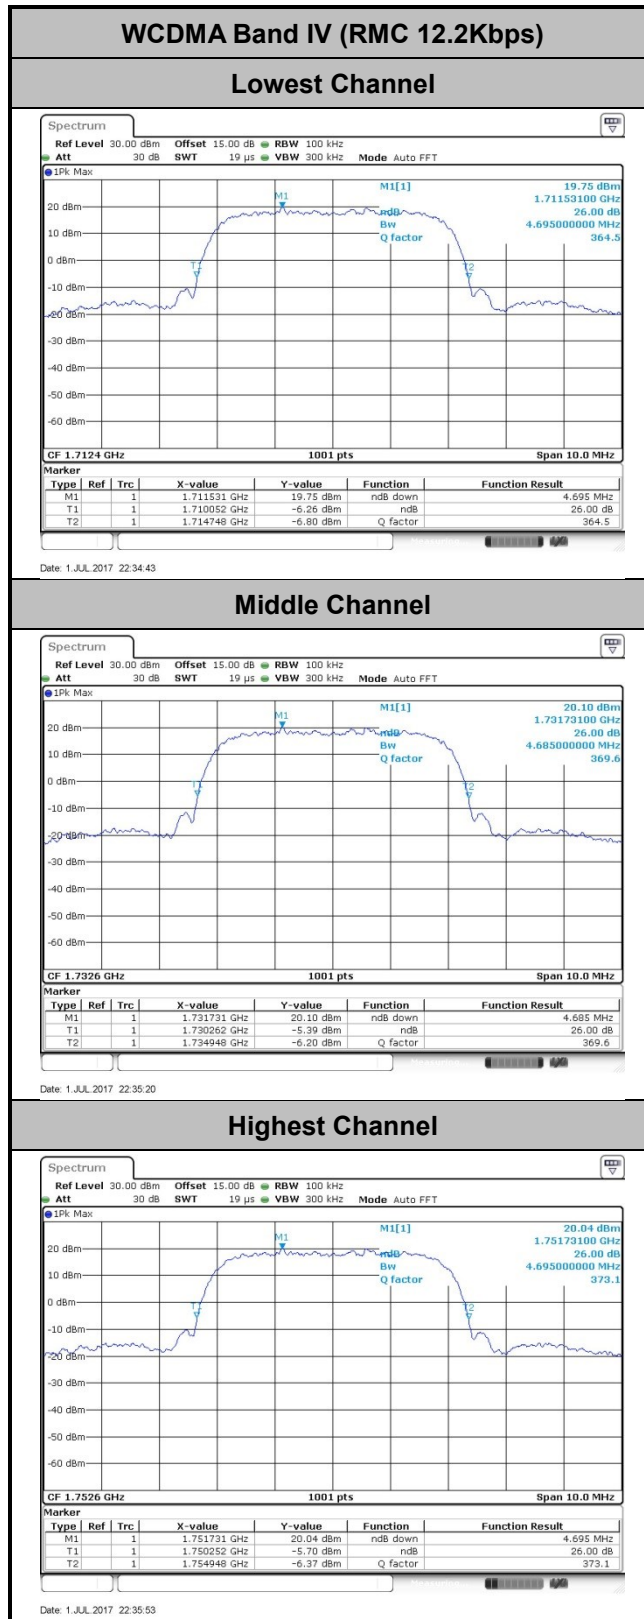 WCDMA Band IV (RMC 12.2Kbps)
Lowest Channel
Spectrum
Ref Level 30.00 dBm Offset 15.00 dB RBW 100 kHz
Att 30 dB SWT 19 µs VBW 300 kHz Mode Auto FFT
1Pk Max
M1[1] 19.75 dBm
1.71153100 GHz
ndB 26.00 dB
Bw 4.695000000 MHz
Q factor 364.5
M1
T1
T2
20 dBm
10 dBm
0 dBm
-10 dBm
-20 dBm
-30 dBm
-40 dBm
-50 dBm
-60 dBm
CF 1.7124 GHz 1001 pts Span 10.0 MHz
Marker
Type Ref Trc X-value Y-value Function Function Result
M1 1 1.711531 GHz 19.75 dBm ndB down 4.695 MHz
T1 1 1.710052 GHz -6.26 dBm ndB 26.00 dB
T2 1 1.714748 GHz -6.80 dBm Q factor 364.5
Date: 1.JUL.2017 22:34:43
Middle Channel
Spectrum
Ref Level 30.00 dBm Offset 15.00 dB RBW 100 kHz
Att 30 dB SWT 19 µs VBW 300 kHz Mode Auto FFT
1Pk Max
M1[1] 20.10 dBm
1.73173100 GHz
ndB 26.00 dB
Bw 4.685000000 MHz
Q factor 369.6
M1
T1
T2
20 dBm
10 dBm
0 dBm
-10 dBm
-20 dBm
-30 dBm
-40 dBm
-50 dBm
-60 dBm
CF 1.7326 GHz 1001 pts Span 10.0 MHz
Marker
Type Ref Trc X-value Y-value Function Function Result
M1 1 1.731731 GHz 20.10 dBm ndB down 4.685 MHz
T1 1 1.730262 GHz -5.39 dBm ndB 26.00 dB
T2 1 1.734948 GHz -6.20 dBm Q factor 369.6
Date: 1.JUL.2017 22:35:20
Highest Channel
Spectrum
Ref Level 30.00 dBm Offset 15.00 dB RBW 100 kHz
Att 30 dB SWT 19 µs VBW 300 kHz Mode Auto FFT
1Pk Max
M1[1] 20.04 dBm
1.75173100 GHz
ndB 26.00 dB
Bw 4.695000000 MHz
Q factor 373.1
M1
T1
T2
20 dBm
10 dBm
0 dBm
-10 dBm
-20 dBm
-30 dBm
-40 dBm
-50 dBm
-60 dBm
CF 1.7526 GHz 1001 pts Span 10.0 MHz
Marker
Type Ref Trc X-value Y-value Function Function Result
M1 1 1.751731 GHz 20.04 dBm ndB down 4.695 MHz
T1 1 1.750252 GHz -5.70 dBm ndB 26.00 dB
T2 1 1.754948 GHz -6.37 dBm Q factor 373.1
Date: 1.JUL.2017 22:35:53